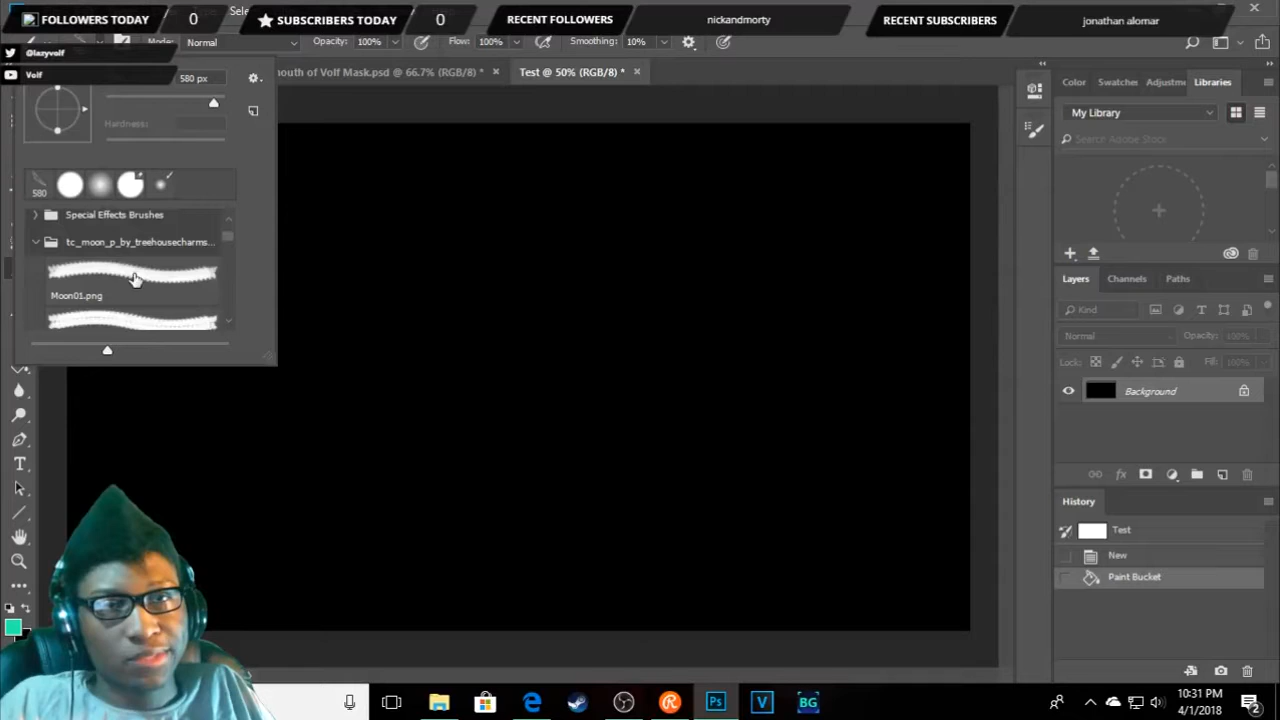 FOLLOWERS TODAY 0 SUBSCRIBERS TODAY 0 RECENT FOLLOWERS nickandmorty RECENT SUBSCRIBERS jonathan alomar
Mode: Normal Opacity: 100% Flow: 100% Smoothing: 10%
@lazyvolf
Volf
580 px
outh of Volf Mask.psd @ 66.7% (RGB/8) * × Test @ 50% (RGB/8) * ×
Hardness:
580
Special Effects Brushes
tc_moon_p_by_treehousecharms...
Moon01.png
Color Swatches Adjustme Libraries
My Library
Search Adobe Stock
Layers Channels Paths
Kind
Normal Opacity: 100%
Lock: Fill: 100%
Background
History
Test
New
Paint Bucket
Ps V BG
10:31 PM
4/1/2018
2